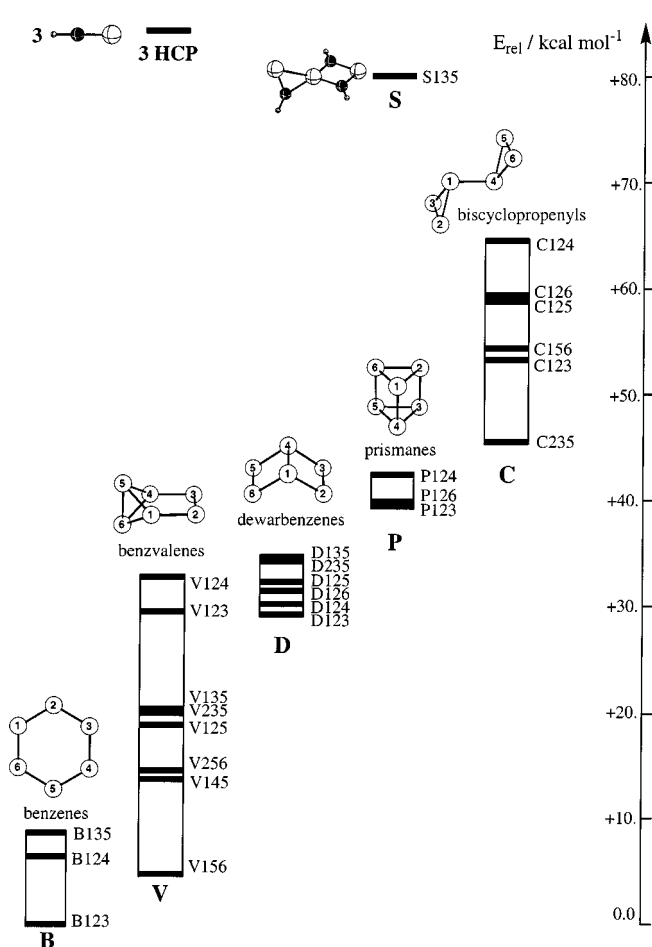 3
3 HCP
E_rel / kcal mol⁻¹
+80.
S135
S
5
6
1
4
3
2
+70.
biscyclopropenyls
C124
+60.
C126
C125
C156
C123
+50.
C235
C
6
2
1
5
3
4
prismanes
P124
P126
P123
+40.
P
4
5
1
3
6
2
dewarbenzenes
D135
D235
D125
D126
D124
D123
D
+30.
5
4
3
6
1
2
benzvalenes
V124
V123
V135
V235
V125
V256
V145
V156
V
+20.
2
1
3
6
4
5
benzenes
B135
B124
B123
B
+10.
0.0